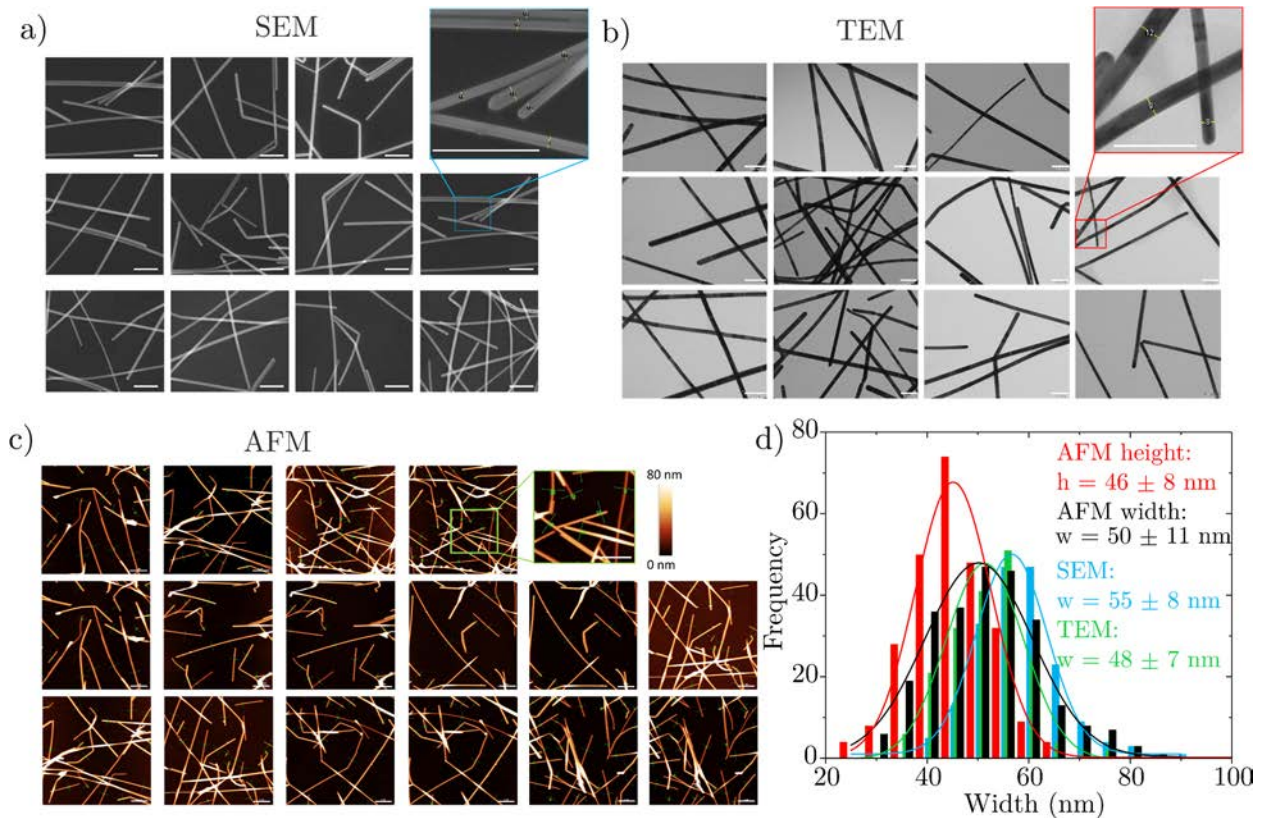 a)
SEM
b)
TEM
c)
AFM
80 nm
0 nm
d)
80
60
40
20
0
Frequency
20
40
60
80
100
Width (nm)
AFM height:
h = 46 ± 8 nm
AFM width:
w = 50 ± 11 nm
SEM:
w = 55 ± 8 nm
TEM:
w = 48 ± 7 nm